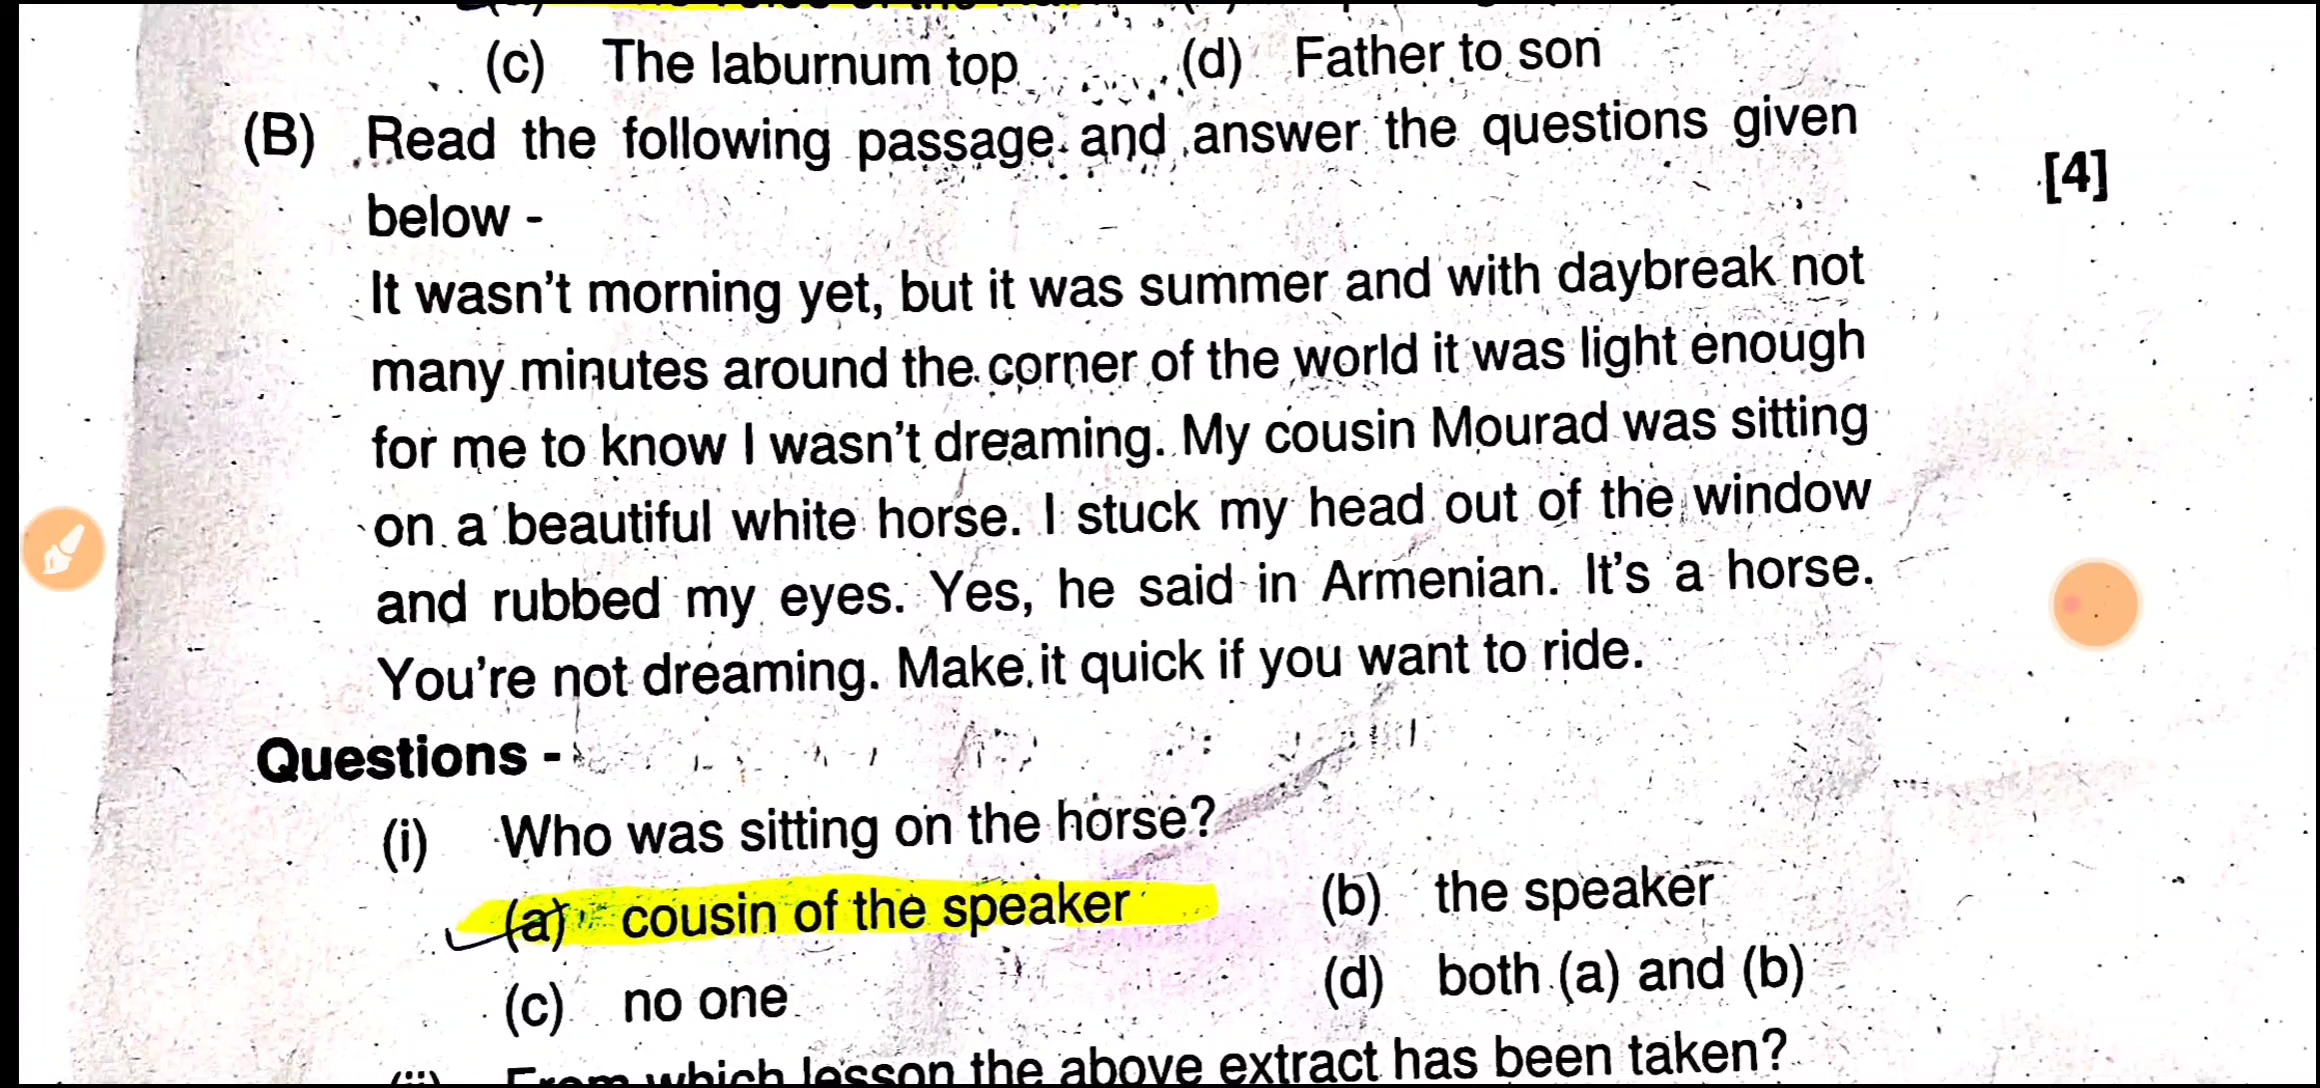 (c) The laburnum top (d) Father to son
(B) Read the following passage and answer the questions given
below - [4]
It wasn't morning yet, but it was summer and with daybreak not
many minutes around the corner of the world it was light enough
for me to know I wasn't dreaming. My cousin Mourad was sitting
on a beautiful white horse. I stuck my head out of the window
and rubbed my eyes. Yes, he said in Armenian. It's a horse.
You're not dreaming. Make it quick if you want to ride.
Questions -
(i) Who was sitting on the horse?
(a) cousin of the speaker (b) the speaker
(c) no one (d) both (a) and (b)
From which lesson the above extract has been taken?